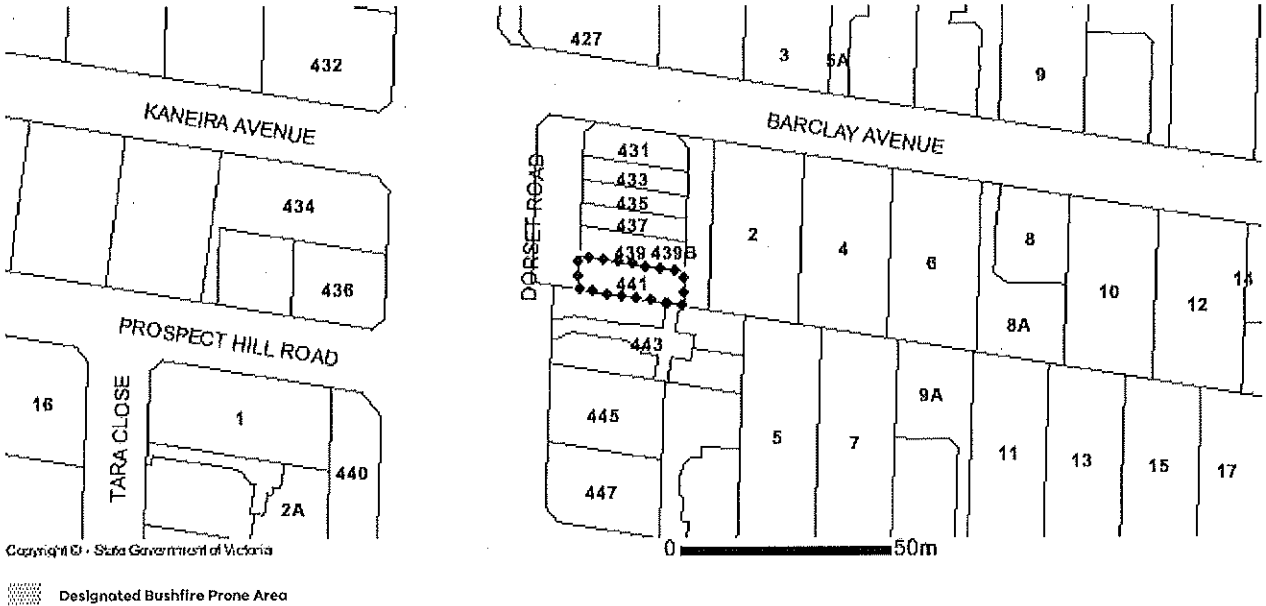 427
432
3
5A
9
KANEIRA AVENUE
BARCLAY AVENUE
431
433
435
437
439 439B
441
DORSET ROAD
434
436
2
4
6
8
8A
10
12
14
PROSPECT HILL ROAD
443
445
447
16
TARA CLOSE
1
440
2A
5
7
9A
11
13
15
17
Copyright © - State Government of Victoria
0 50m
Designated Bushfire Prone Area